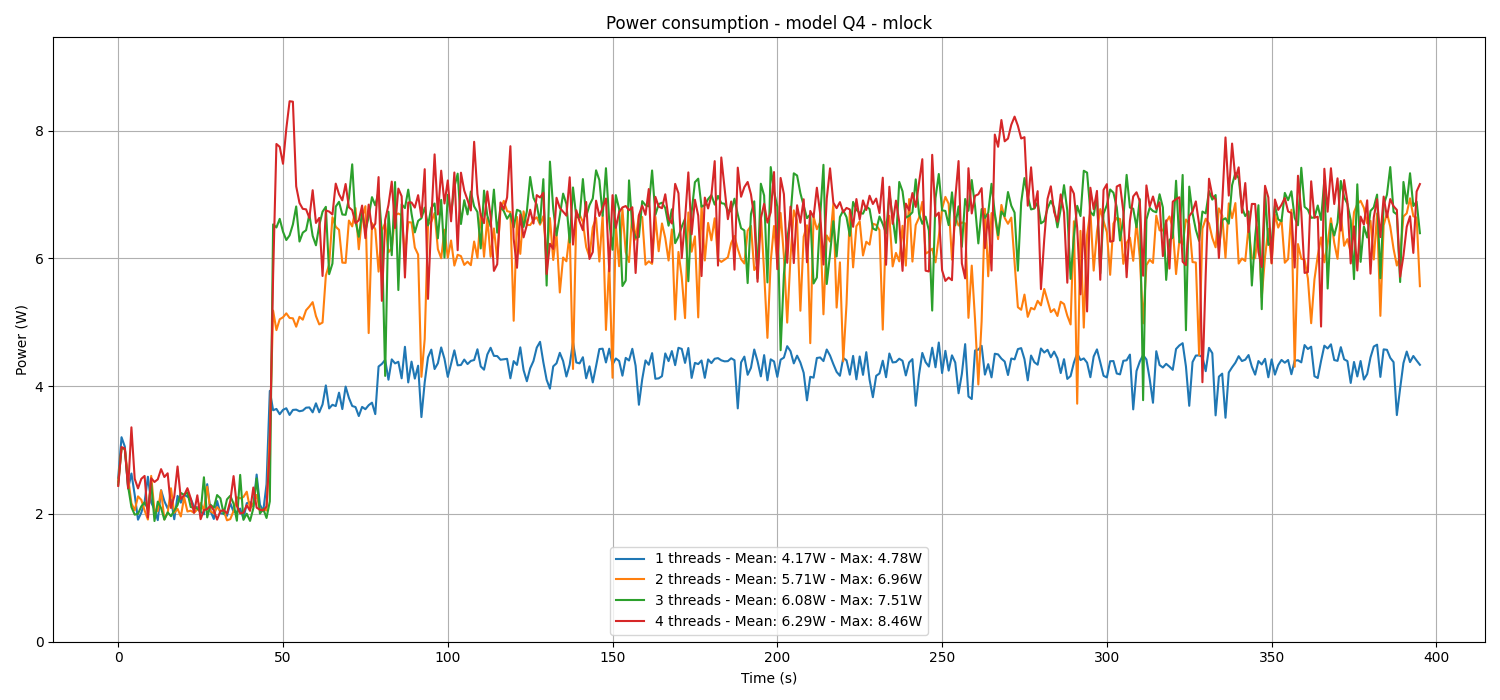 Power consumption - model Q4 - mlock
Power (W)
8
6
4
2
0
1 threads - Mean: 4.17W - Max: 4.78W
2 threads - Mean: 5.71W - Max: 6.96W
3 threads - Mean: 6.08W - Max: 7.51W
4 threads - Mean: 6.29W - Max: 8.46W
0 50 100 150 200 250 300 350 400
Time (s)